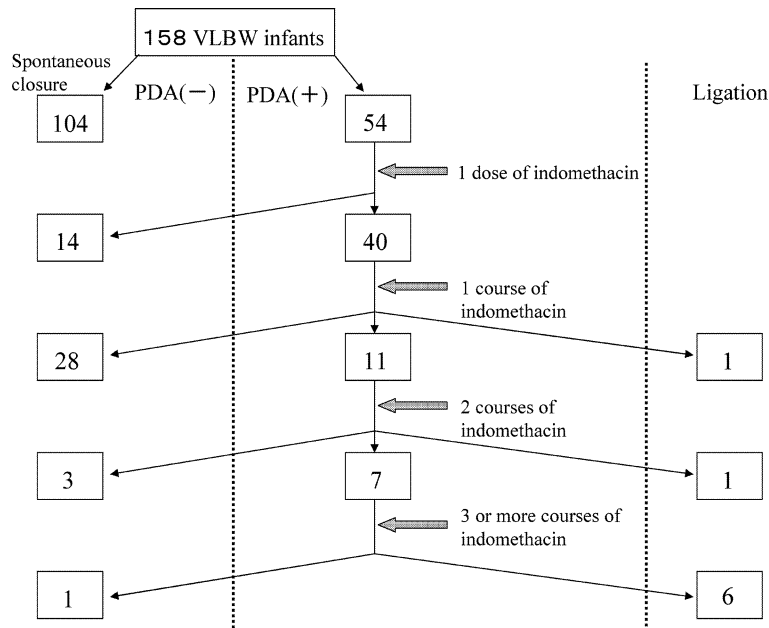 158 VLBW infants
Spontaneous
closure
PDA(−)
PDA(+)
Ligation
104
54
1 dose of indomethacin
14
40
1 course of
indomethacin
28
11
1
2 courses of
indomethacin
3
7
1
3 or more courses of
indomethacin
1
6